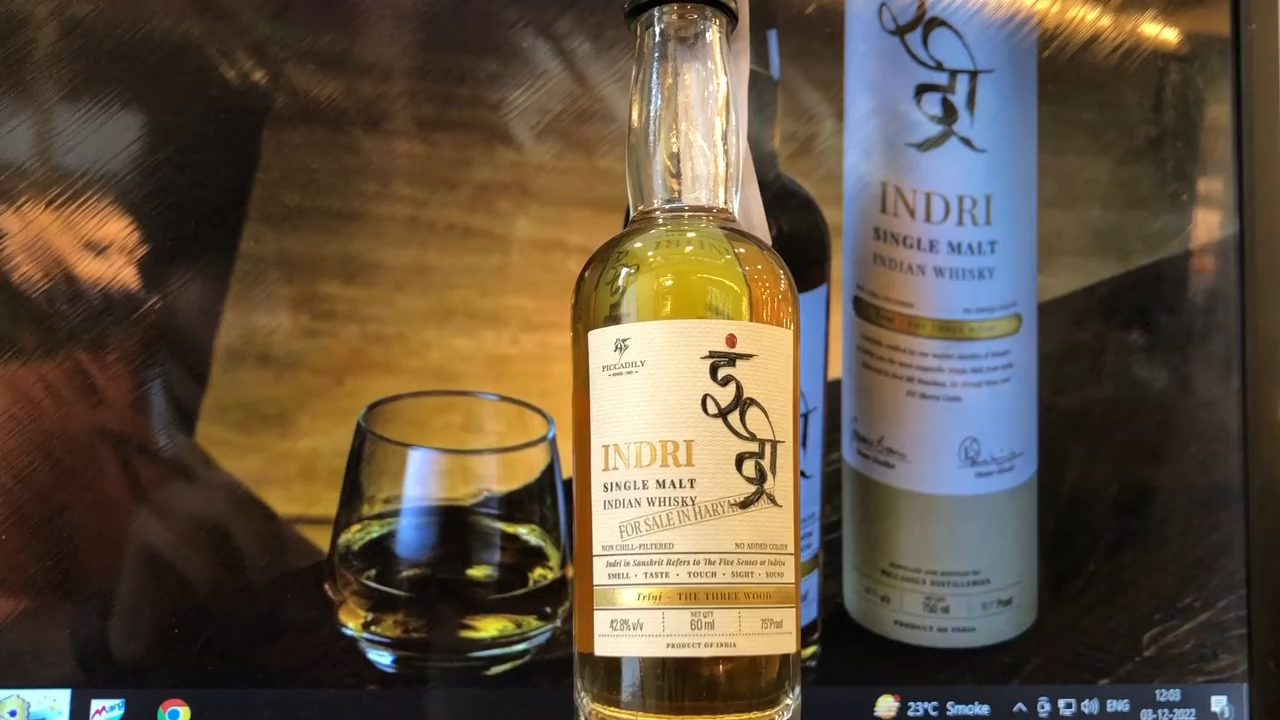 PICCADILY
इंद्री
INDRI
SINGLE MALT
INDIAN WHISKY
FOR SALE IN HARYANA ONLY
NON CHILL-FILTERED
NO ADDED COLOUR
Indri in Sanskrit Refers to The Five Senses or Indriya
SMELL • TASTE • TOUCH • SIGHT • SOUND
Trini - THE THREE WOOD
42.8% v/v
NET QTY
60 ml
75°Proof
PRODUCT OF INDIA
इंद्री
INDRI
SINGLE MALT
INDIAN WHISKY
PICCADILY DISTILLERIES
750 ml
PRODUCT OF INDIA
23°C Smoke
ENG
12:03
03-12-2022